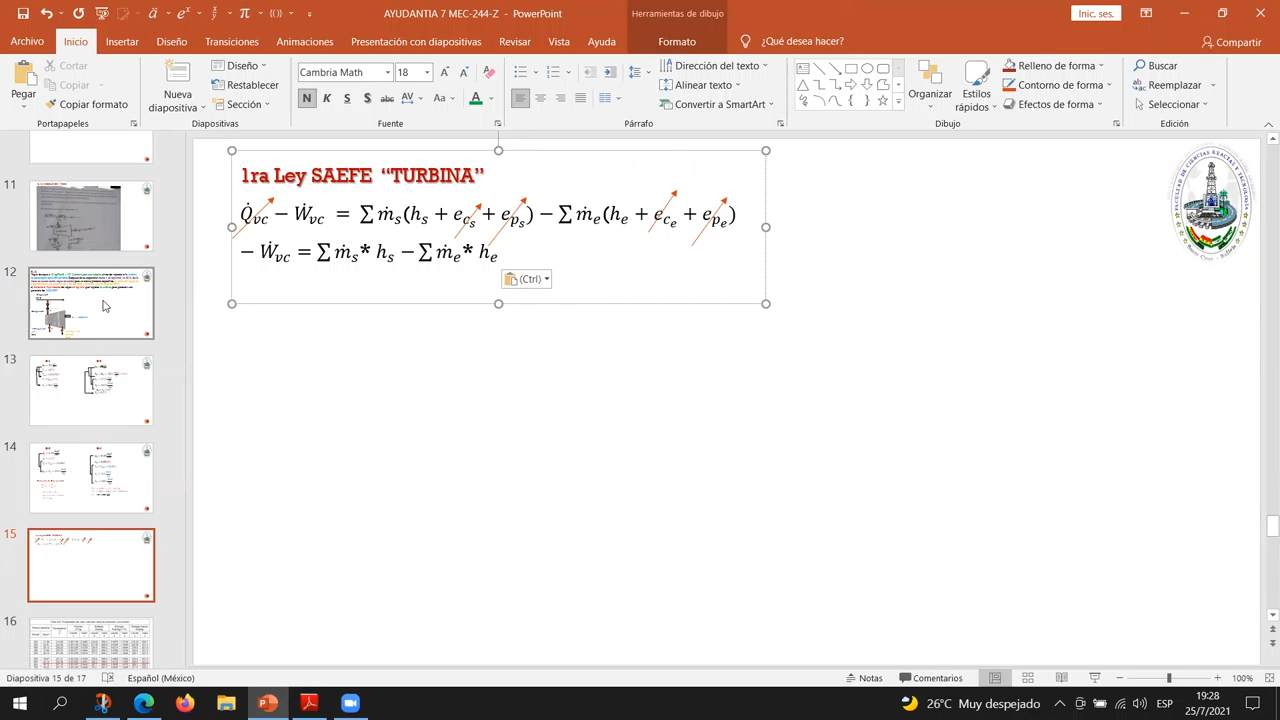 AYUDANTIA 7 MEC-244-Z - PowerPoint
Herramientas de dibujo
Inic. ses.
Archivo
Inicio
Insertar
Diseño
Transiciones
Animaciones
Presentación con diapositivas
Revisar
Vista
Ayuda
Formato
¿Qué desea hacer?
Compartir
Pegar
Cortar
Copiar
Copiar formato
Portapapeles
Nueva diapositiva
Diseño
Restablecer
Sección
Diapositivas
Cambria Math
18
N K S S abc AV Aa A
Fuente
Párrafo
Dirección del texto
Alinear texto
Convertir a SmartArt
Organizar
Estilos rápidos
Relleno de forma
Contorno de forma
Efectos de forma
Dibujo
Buscar
Reemplazar
Seleccionar
Edición
11
12
13
14
15
16
1ra Ley SAEFE “TURBINA”
Q̇vc − Ẇvc = ∑ ṁs(hs + ecs + eps) − ∑ ṁe(he + ece + epe)
− Ẇvc = ∑ ṁs* hs − ∑ ṁe* he
(Ctrl)
Diapositiva 15 de 17
Español (México)
Notas
Comentarios
100%
26°C Muy despejado
ESP
19:28
25/7/2021